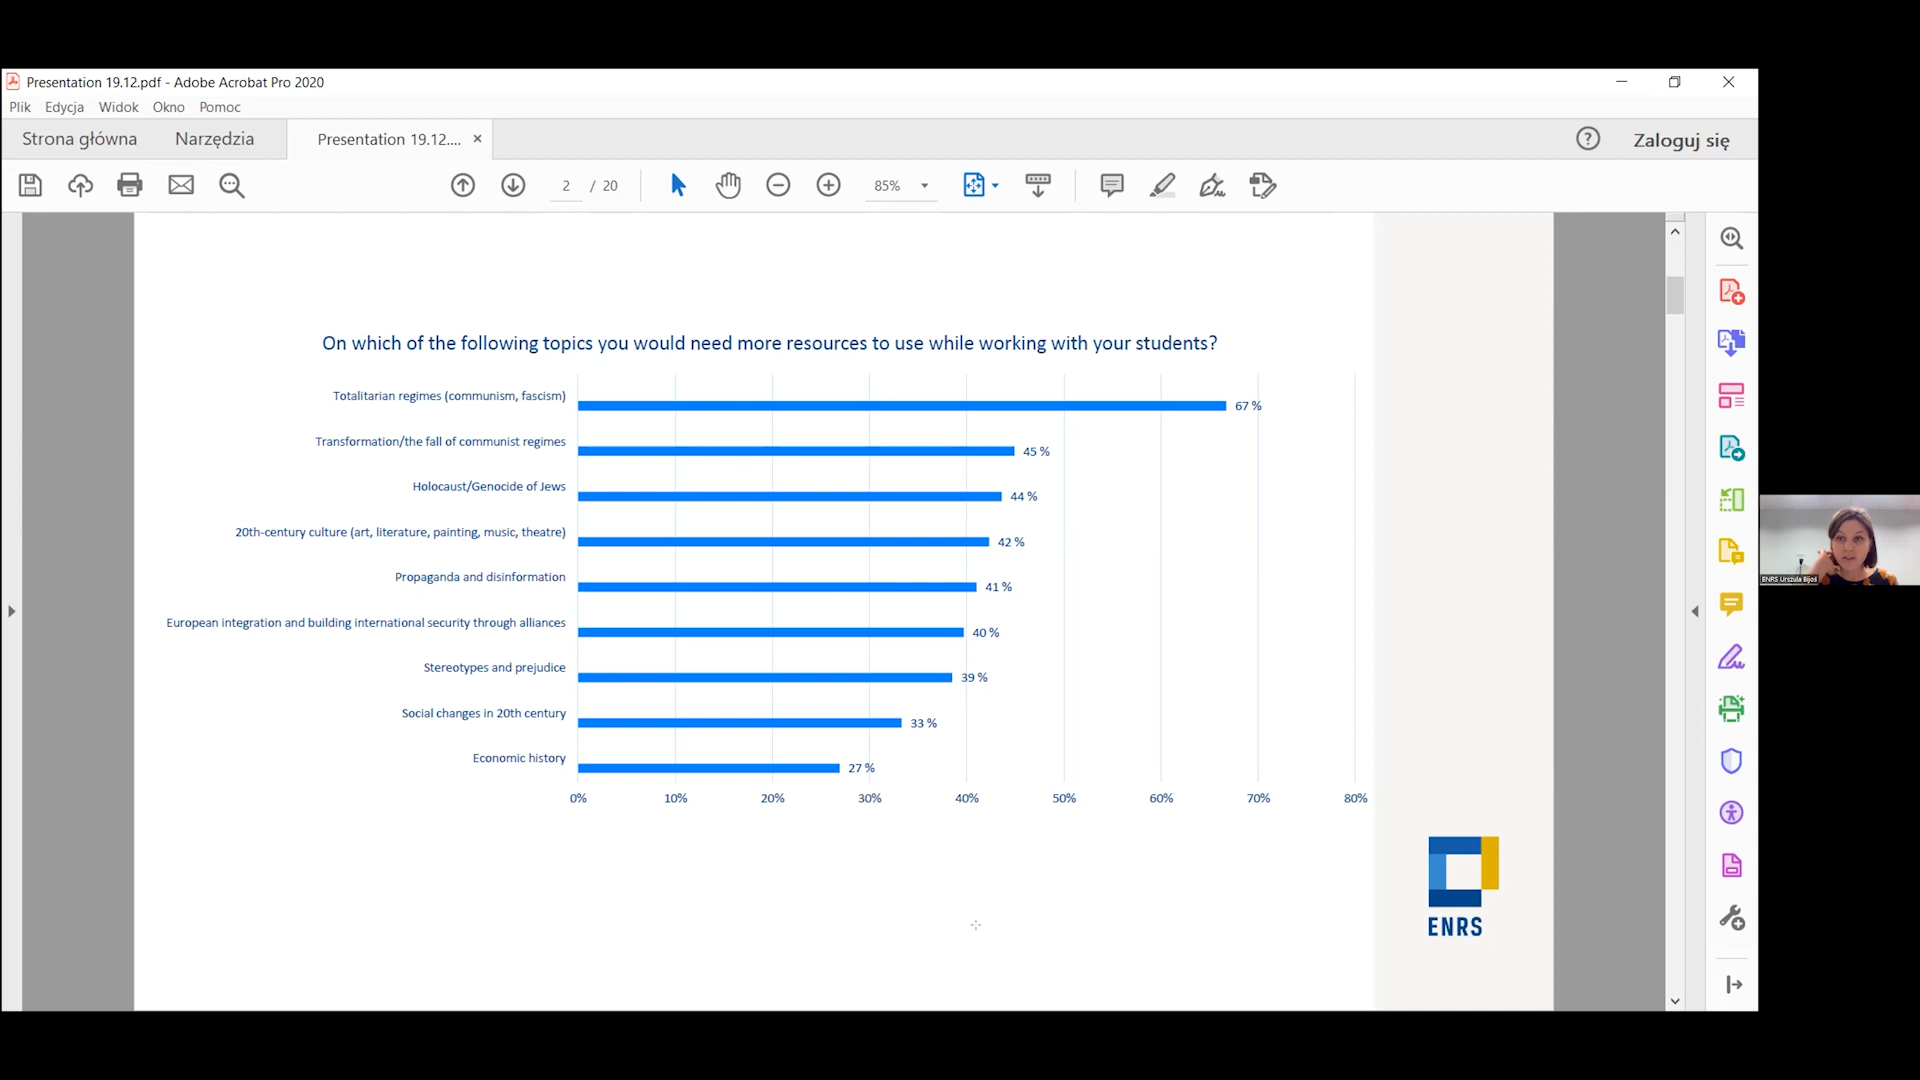 Presentation 19.12.pdf - Adobe Acrobat Pro 2020
Plik Edycja Widok Okno Pomoc
Strona główna Narzędzia Presentation 19.12.... × ? Zaloguj się
2 / 20 85%
On which of the following topics you would need more resources to use while working with your students?
Totalitarian regimes (communism, fascism) 67 %
Transformation/the fall of communist regimes 45 %
Holocaust/Genocide of Jews 44 %
20th-century culture (art, literature, painting, music, theatre) 42 %
Propaganda and disinformation 41 %
European integration and building international security through alliances 40 %
Stereotypes and prejudice 39 %
Social changes in 20th century 33 %
Economic history 27 %
0% 10% 20% 30% 40% 50% 60% 70% 80%
ENRS
ENRS Urszula Bijoś